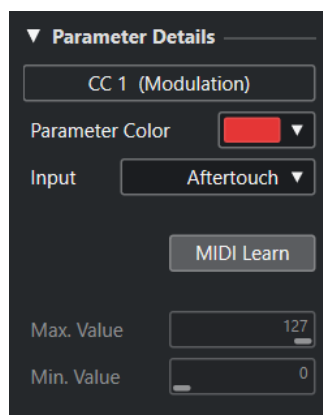 Parameter Details
CC 1 (Modulation)
Parameter Color
Input Aftertouch
MIDI Learn
Max. Value 127
Min. Value 0